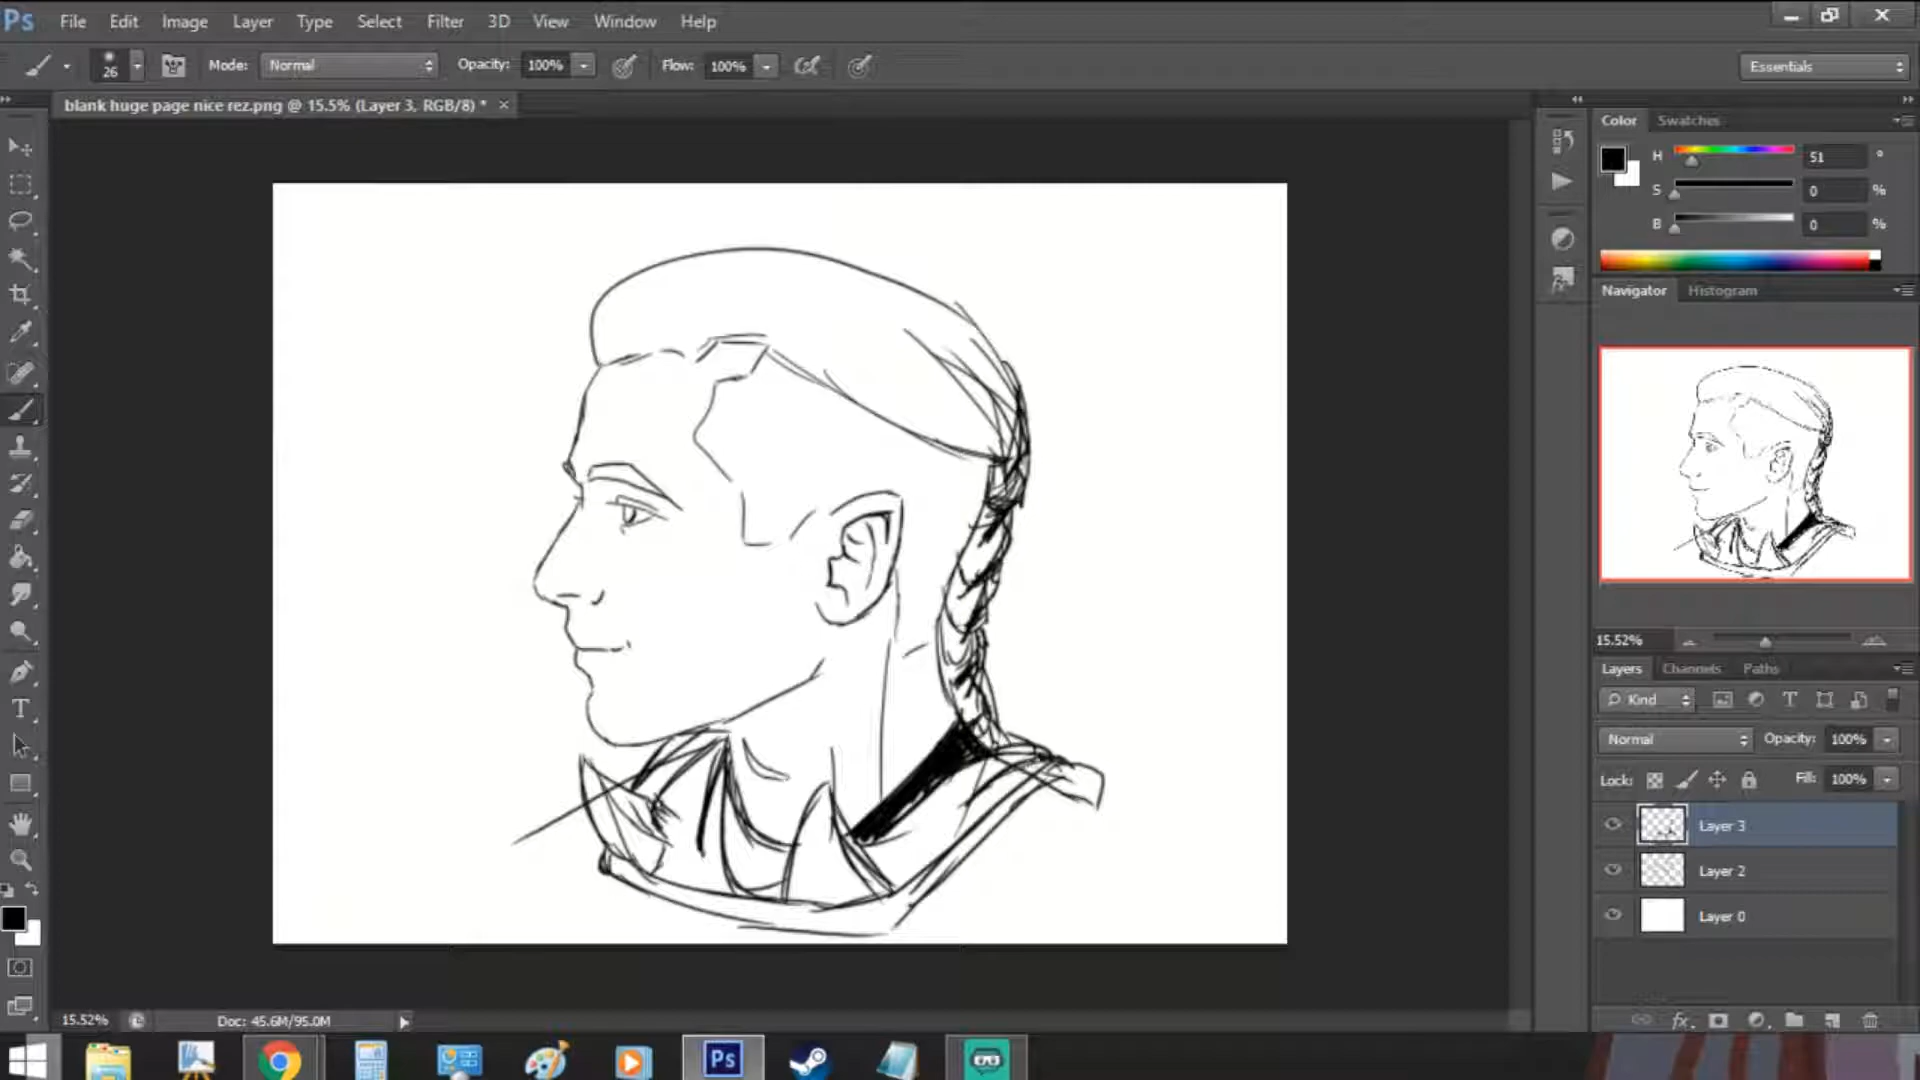 Ps File Edit Image Layer Type Select Filter 3D View Window Help
26 Mode: Normal Opacity: 100% Flow: 100% Essentials
blank huge page nice rez.png @ 15.5% (Layer 3, RGB/8) * ×
Color Swatches
H 51 °
S 0 %
B 0 %
Navigator Histogram
15.52%
Layers Channels Paths
Kind
Normal Opacity: 100%
Lock: Fill: 100%
Layer 3
Layer 2
Layer 0
fx
15.52% Doc: 45.6M/95.0M
Ps